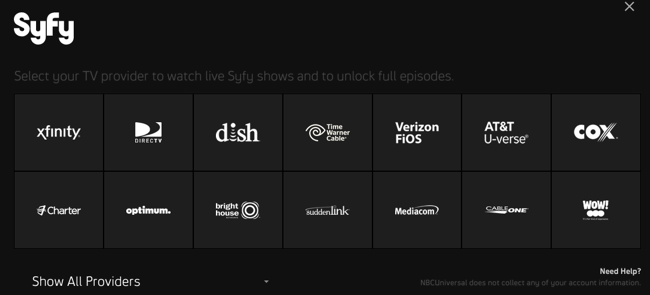 Syfy
Select your TV provider to watch live Syfy shows and to unlock full episodes.
xfinity
DIRECTV
dish
Time
Warner
Cable
Verizon
FiOS
AT&T
U-verse®
COX
Charter
optimum.
bright
house
suddenlink
Mediacom
CABLE ONE
WOW!
Show All Providers
Need Help?
NBCUniversal does not collect any of your account information.